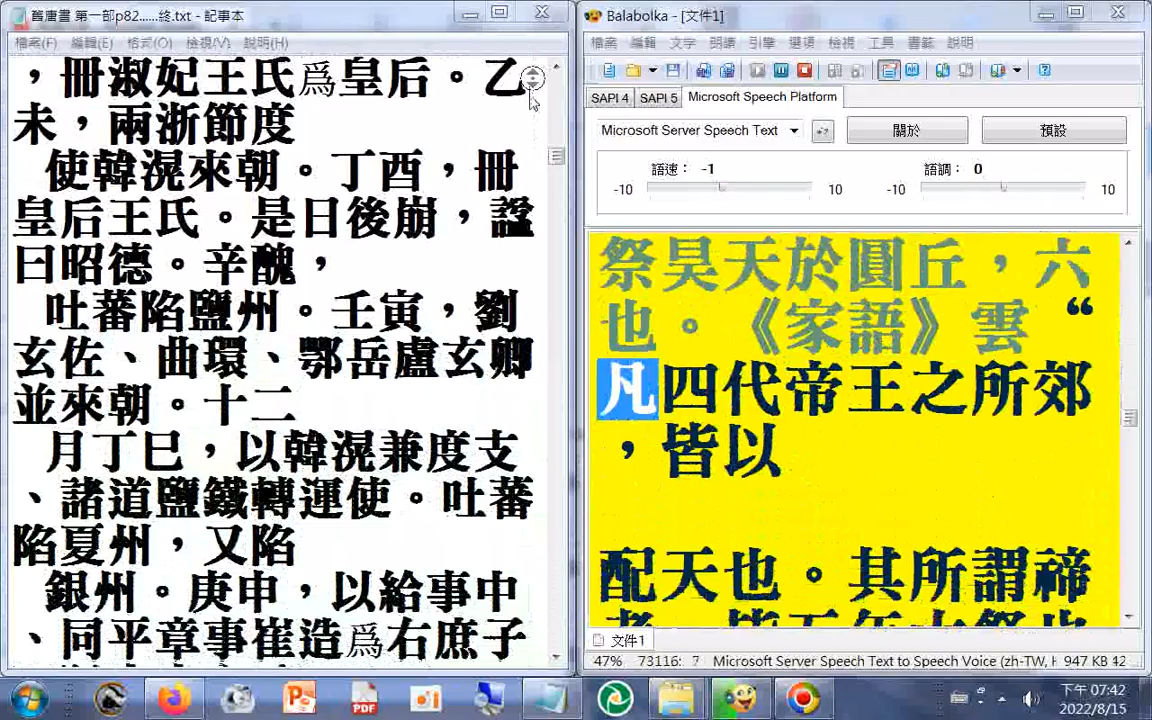 舊唐書 第一部p82......終.txt - 記事本
檔案(F) 編輯(E) 格式(O) 檢視(V) 說明(H)
，冊淑妃王氏爲皇后。乙
未，兩浙節度
使韓滉來朝。丁酉，冊
皇后王氏。是日後崩，諡
曰昭德。辛醜，
吐蕃陷鹽州。壬寅，劉
玄佐、曲環、鄂岳盧玄卿
並來朝。十二
月丁巳，以韓滉兼度支
、諸道鹽鐵轉運使。吐蕃
陷夏州，又陷
銀州。庚申，以給事中
、同平章事崔造爲右庶子
Balabolka - [文件1]
檔案 編輯 文字 朗讀 引擎 選項 檢視 工具 書籤 說明
SAPI 4 SAPI 5 Microsoft Speech Platform
Microsoft Server Speech Text 關於 預設
語速： -1 語調： 0
-10 10 -10 10
祭昊天於圓丘，六
也。《家語》雲“
凡四代帝王之所郊
，皆以
配天也。其所謂禘
者，皆五年大祭也
文件1
47% 73116: 7 Microsoft Server Speech Text to Speech Voice (zh-TW, H 947 KB 42
下午 07:42
2022/8/15